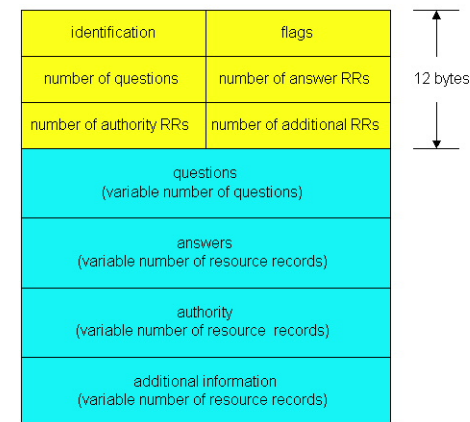 identification flags
number of questions number of answer RRs 12 bytes
number of authority RRs number of additional RRs
questions
(variable number of questions)
answers
(variable number of resource records)
authority
(variable number of resource records)
additional information
(variable number of resource records)